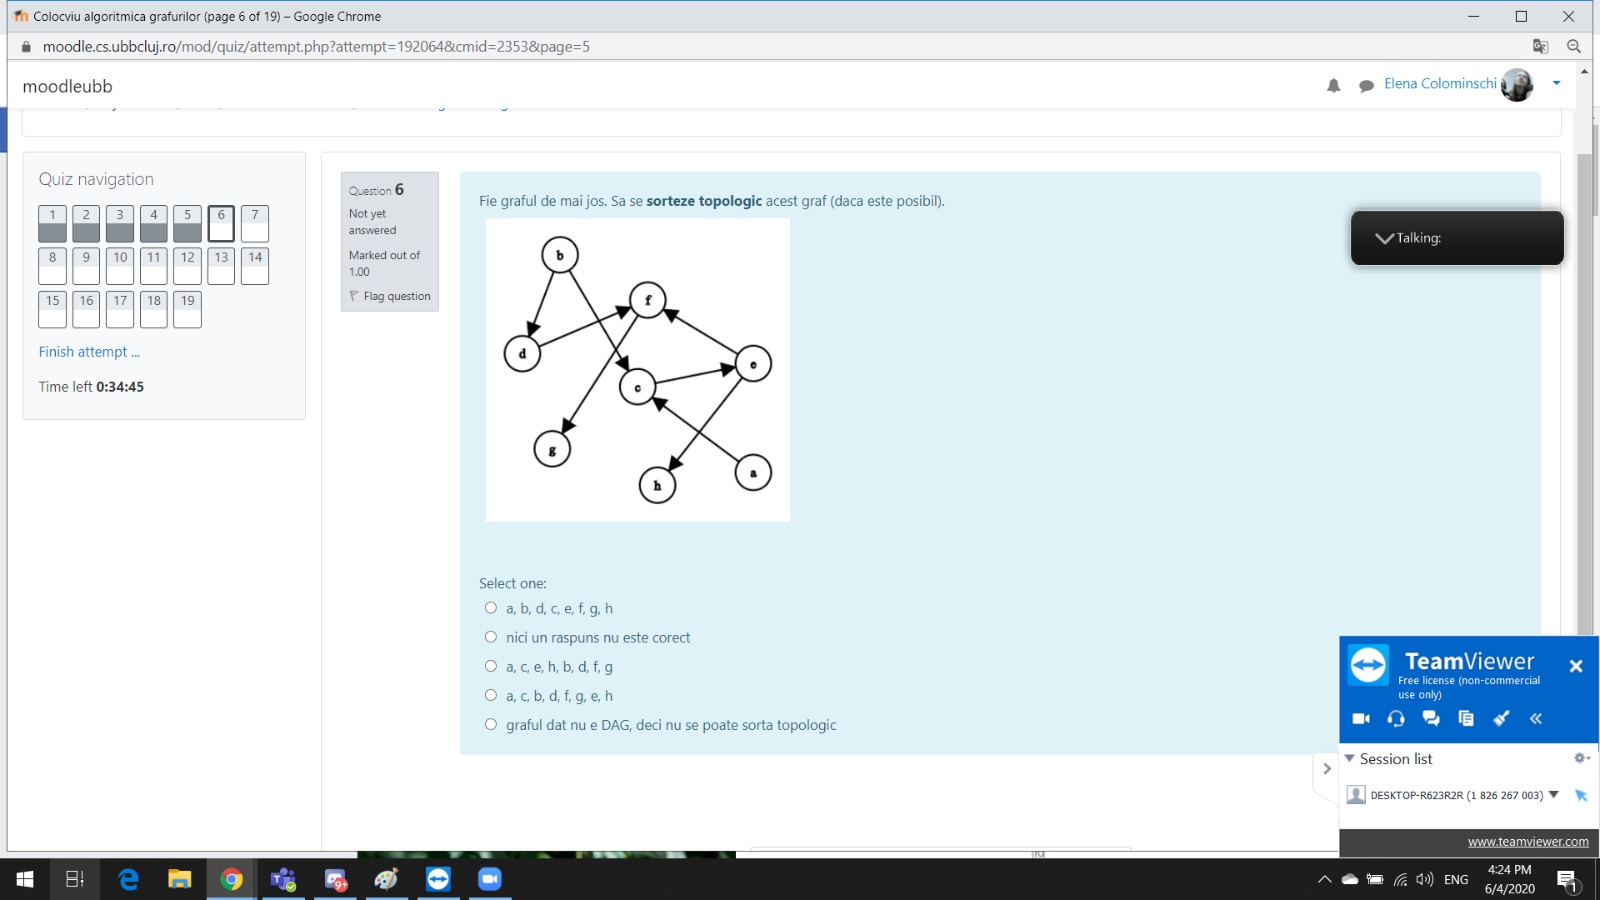 Colocviu algoritmica grafurilor (page 6 of 19) – Google Chrome
moodle.cs.ubbcluj.ro/mod/quiz/attempt.php?attempt=192064&cmid=2353&page=5
moodleubb
Elena Colominschi
Quiz navigation
1 2 3 4 5 6 7
8 9 10 11 12 13 14
15 16 17 18 19
Finish attempt ...
Time left 0:34:45
Question 6
Not yet
answered
Marked out of
1.00
Flag question
Fie graful de mai jos. Sa se sorteze topologic acest graf (daca este posibil).
b
f
d
e
c
g
a
h
Select one:
a, b, d, c, e, f, g, h
nici un raspuns nu este corect
a, c, e, h, b, d, f, g
a, c, b, d, f, g, e, h
graful dat nu e DAG, deci nu se poate sorta topologic
Talking:
TeamViewer
Free license (non-commercial
use only)
Session list
DESKTOP-R623R2R (1 826 267 003)
www.teamviewer.com
9+
ENG
4:24 PM
6/4/2020
1